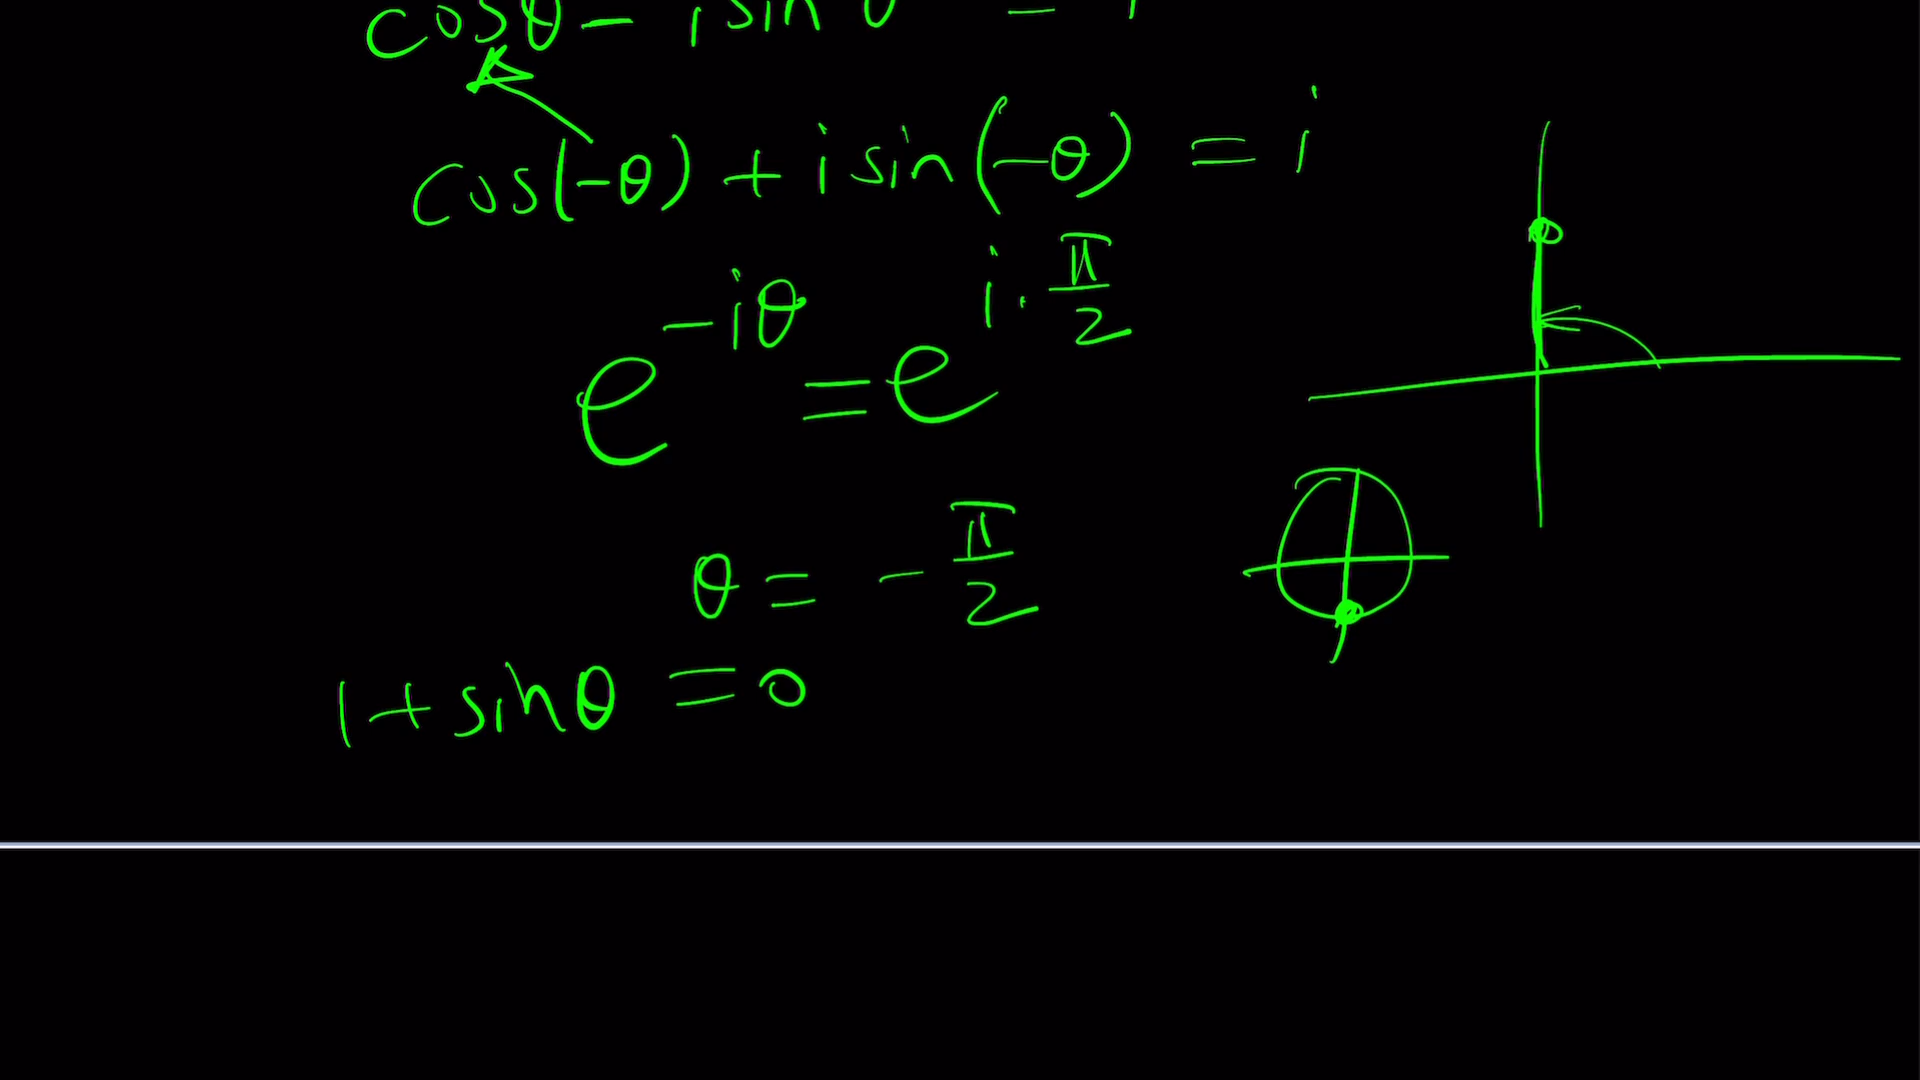 cosθ - i sin θ =
cos(-θ) + i sin(-θ) = i
e^{-iθ} = e^{i·π/2}
θ = - π/2
1 + sinθ = 0